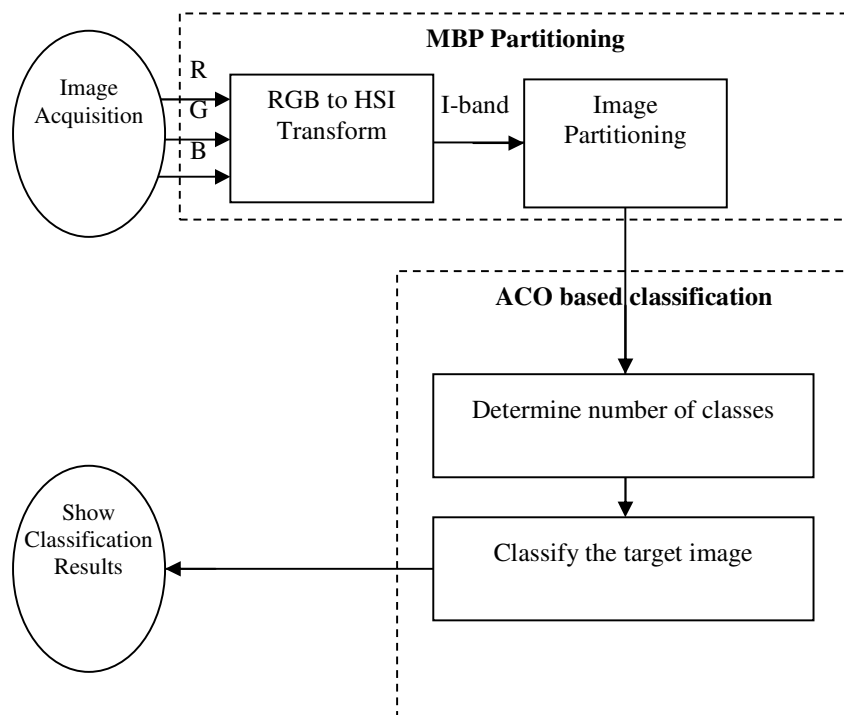 MBP Partitioning
Image
Acquisition
R
G
B
RGB to HSI
Transform
I-band
Image
Partitioning
ACO based classification
Determine number of classes
Classify the target image
Show
Classification
Results